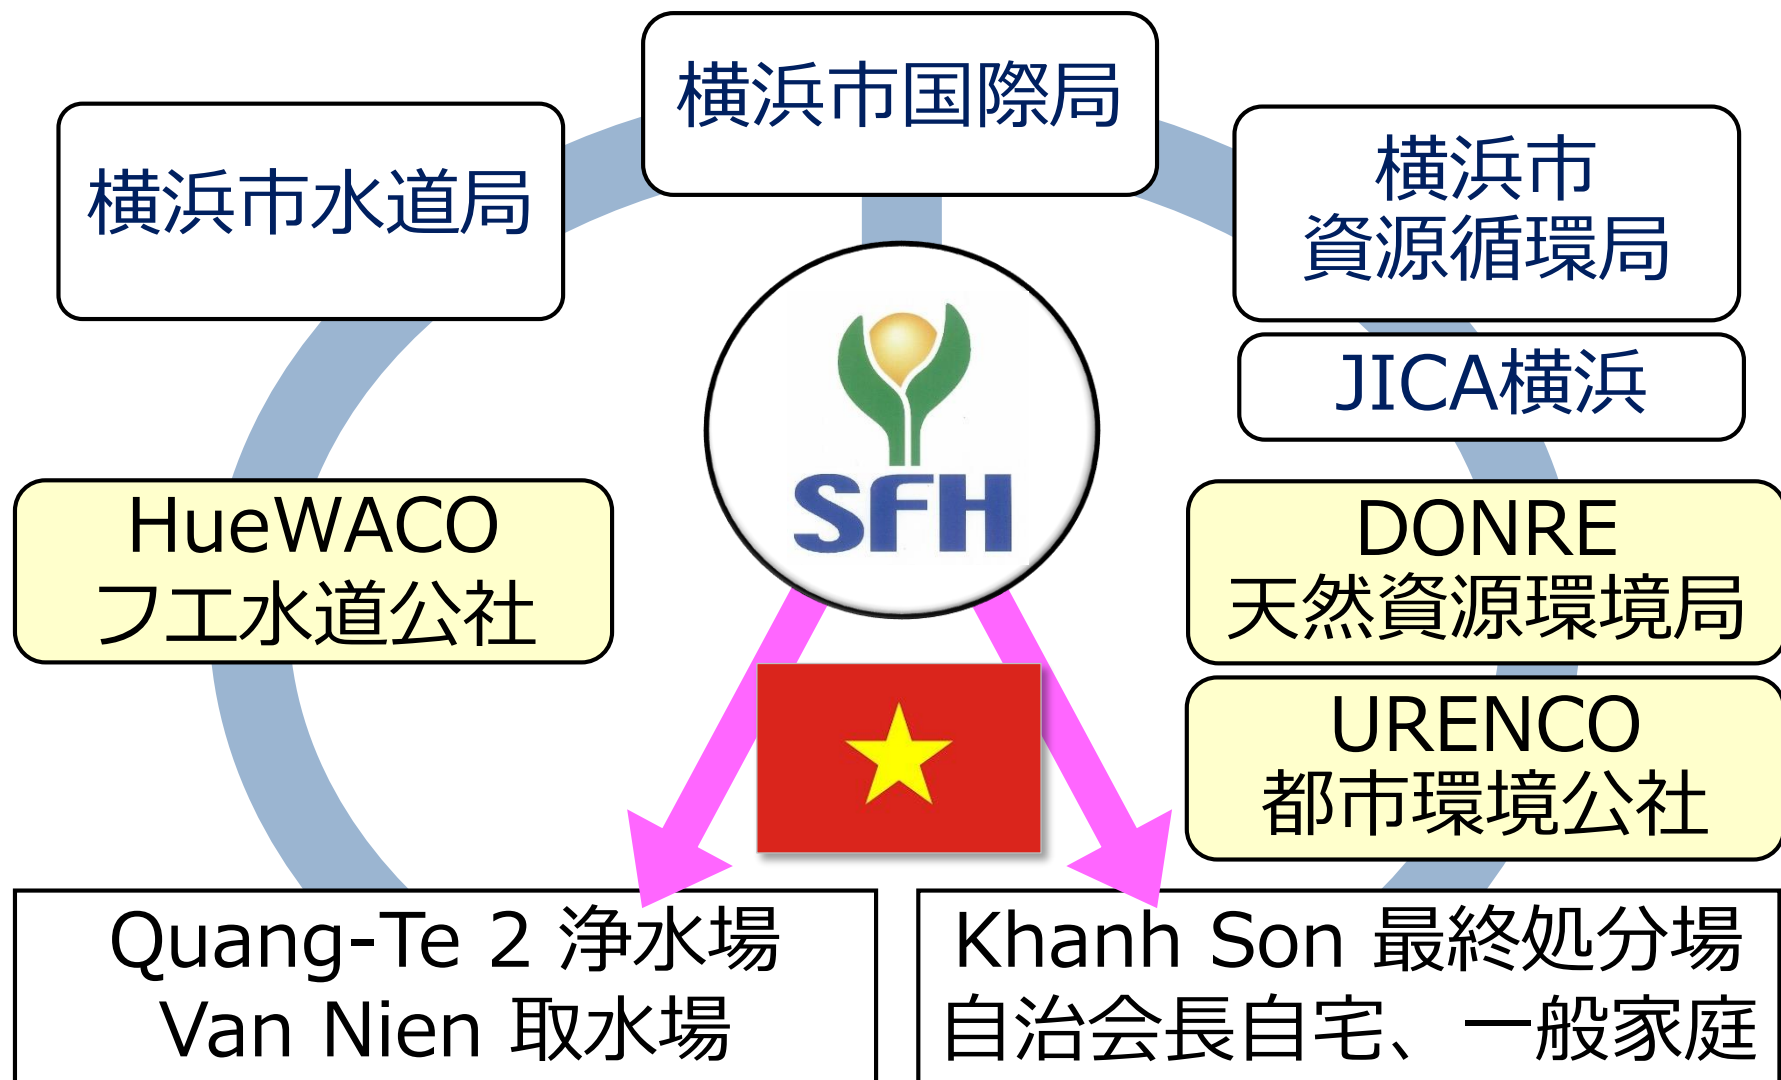 横浜市国際局
横浜市水道局
横浜市
資源循環局
JICA横浜
SFH
HueWACO
フエ水道公社
DONRE
天然資源環境局
URENCO
都市環境公社
Quang-Te 2 浄水場
Van Nien 取水場
Khanh Son 最終処分場
自治会長自宅、一般家庭